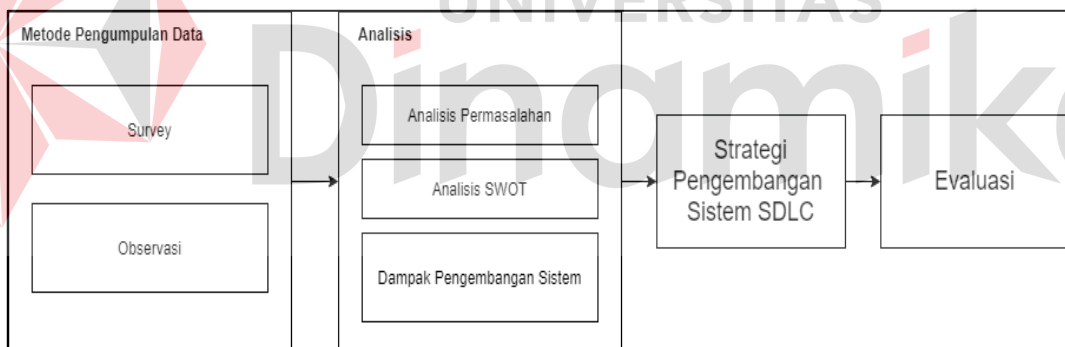 UNIVERSITAS
Dinamika
Metode Pengumpulan Data
Survey
Observasi
Analisis
Analisis Permasalahan
Analisis SWOT
Dampak Pengembangan Sistem
Strategi
Pengembangan
Sistem SDLC
Evaluasi